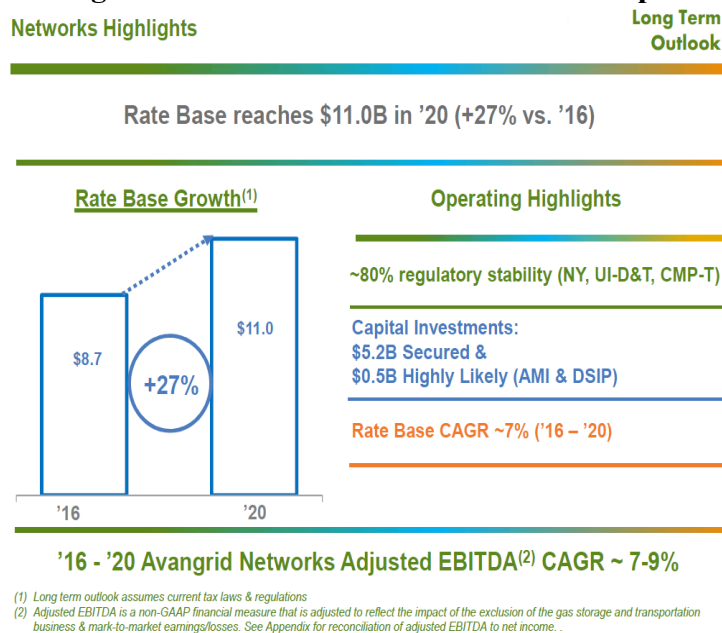 Networks Highlights
Long Term
Outlook
Rate Base reaches $11.0B in ’20 (+27% vs. ’16)
Rate Base Growth(1)
$8.7
+27%
$11.0
’16
’20
Operating Highlights
~80% regulatory stability (NY, UI-D&T, CMP-T)
Capital Investments:
$5.2B Secured &
$0.5B Highly Likely (AMI & DSIP)
Rate Base CAGR ~7% (’16 – ’20)
’16 - ’20 Avangrid Networks Adjusted EBITDA(2) CAGR ~ 7-9%
(1) Long term outlook assumes current tax laws & regulations
(2) Adjusted EBITDA is a non-GAAP financial measure that is adjusted to reflect the impact of the exclusion of the gas storage and transportation
business & mark-to-market earnings/losses. See Appendix for reconciliation of adjusted EBITDA to net income. .